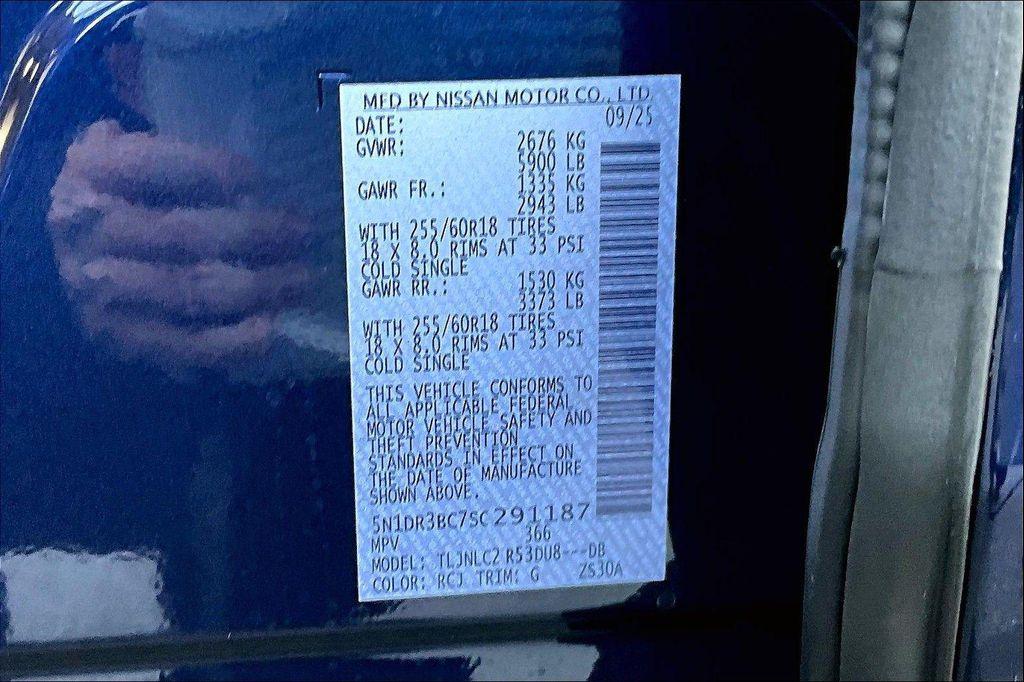 MFD BY NISSAN MOTOR CO., LTD
DATE: 09/25
GVWR: 2676 KG
5900 LB
GAWR FR.: 1335 KG
2943 LB
WITH 255/60R18 TIRES
18 X 8.0 RIMS AT 33 PSI
COLD SINGLE
GAWR RR.: 1530 KG
3373 LB
WITH 255/60R18 TIRES
18 X 8.0 RIMS AT 33 PSI
COLD SINGLE
THIS VEHICLE CONFORMS TO
ALL APPLICABLE FEDERAL
MOTOR VEHICLE SAFETY AND
THEFT PREVENTION
STANDARDS IN EFFECT ON
THE DATE OF MANUFACTURE
SHOWN ABOVE.
5N1DR3BC7SC291187
MPV 366
MODEL: TLJNLC2 R53DU8---DB
COLOR: RCJ TRIM: G ZS30A